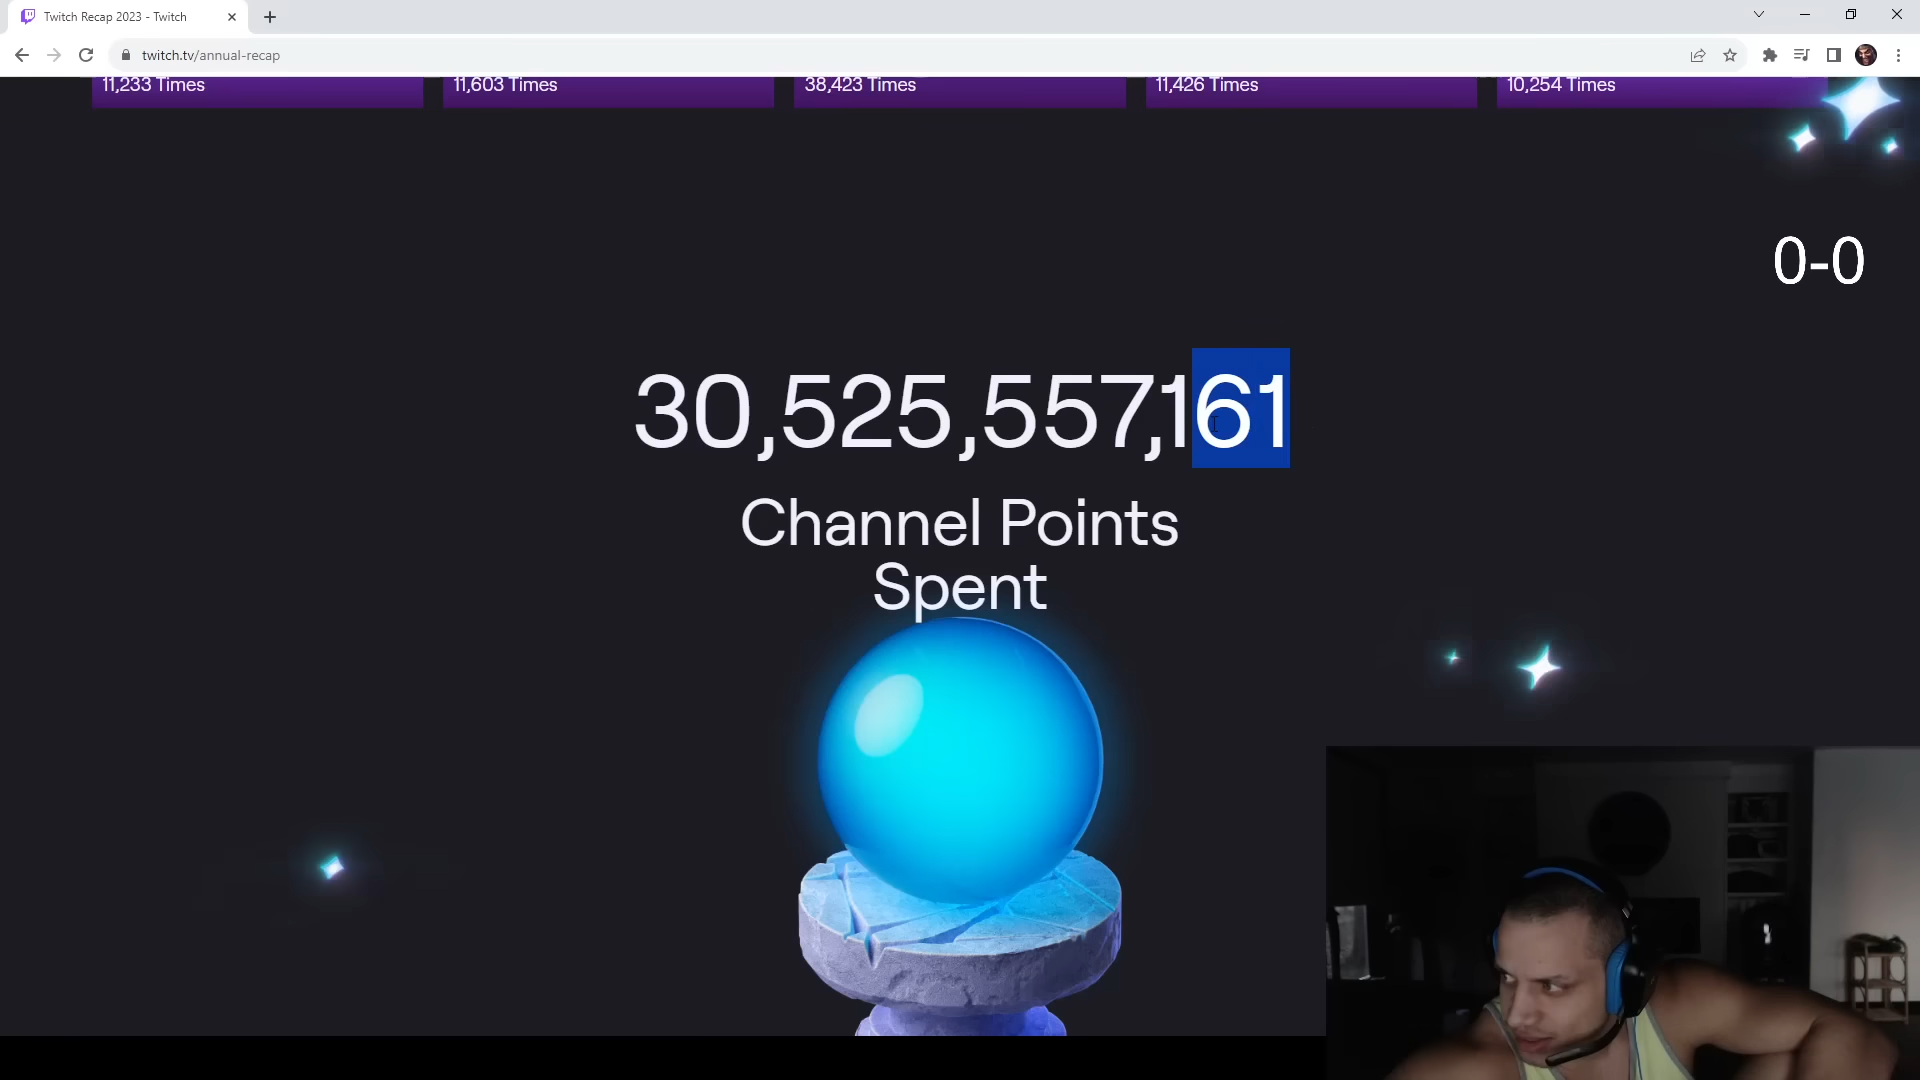 Twitch Recap 2023 - Twitch
twitch.tv/annual-recap
11,233 Times
11,603 Times
38,423 Times
11,426 Times
10,254 Times
0-0
30,525,557,161
Channel Points
Spent